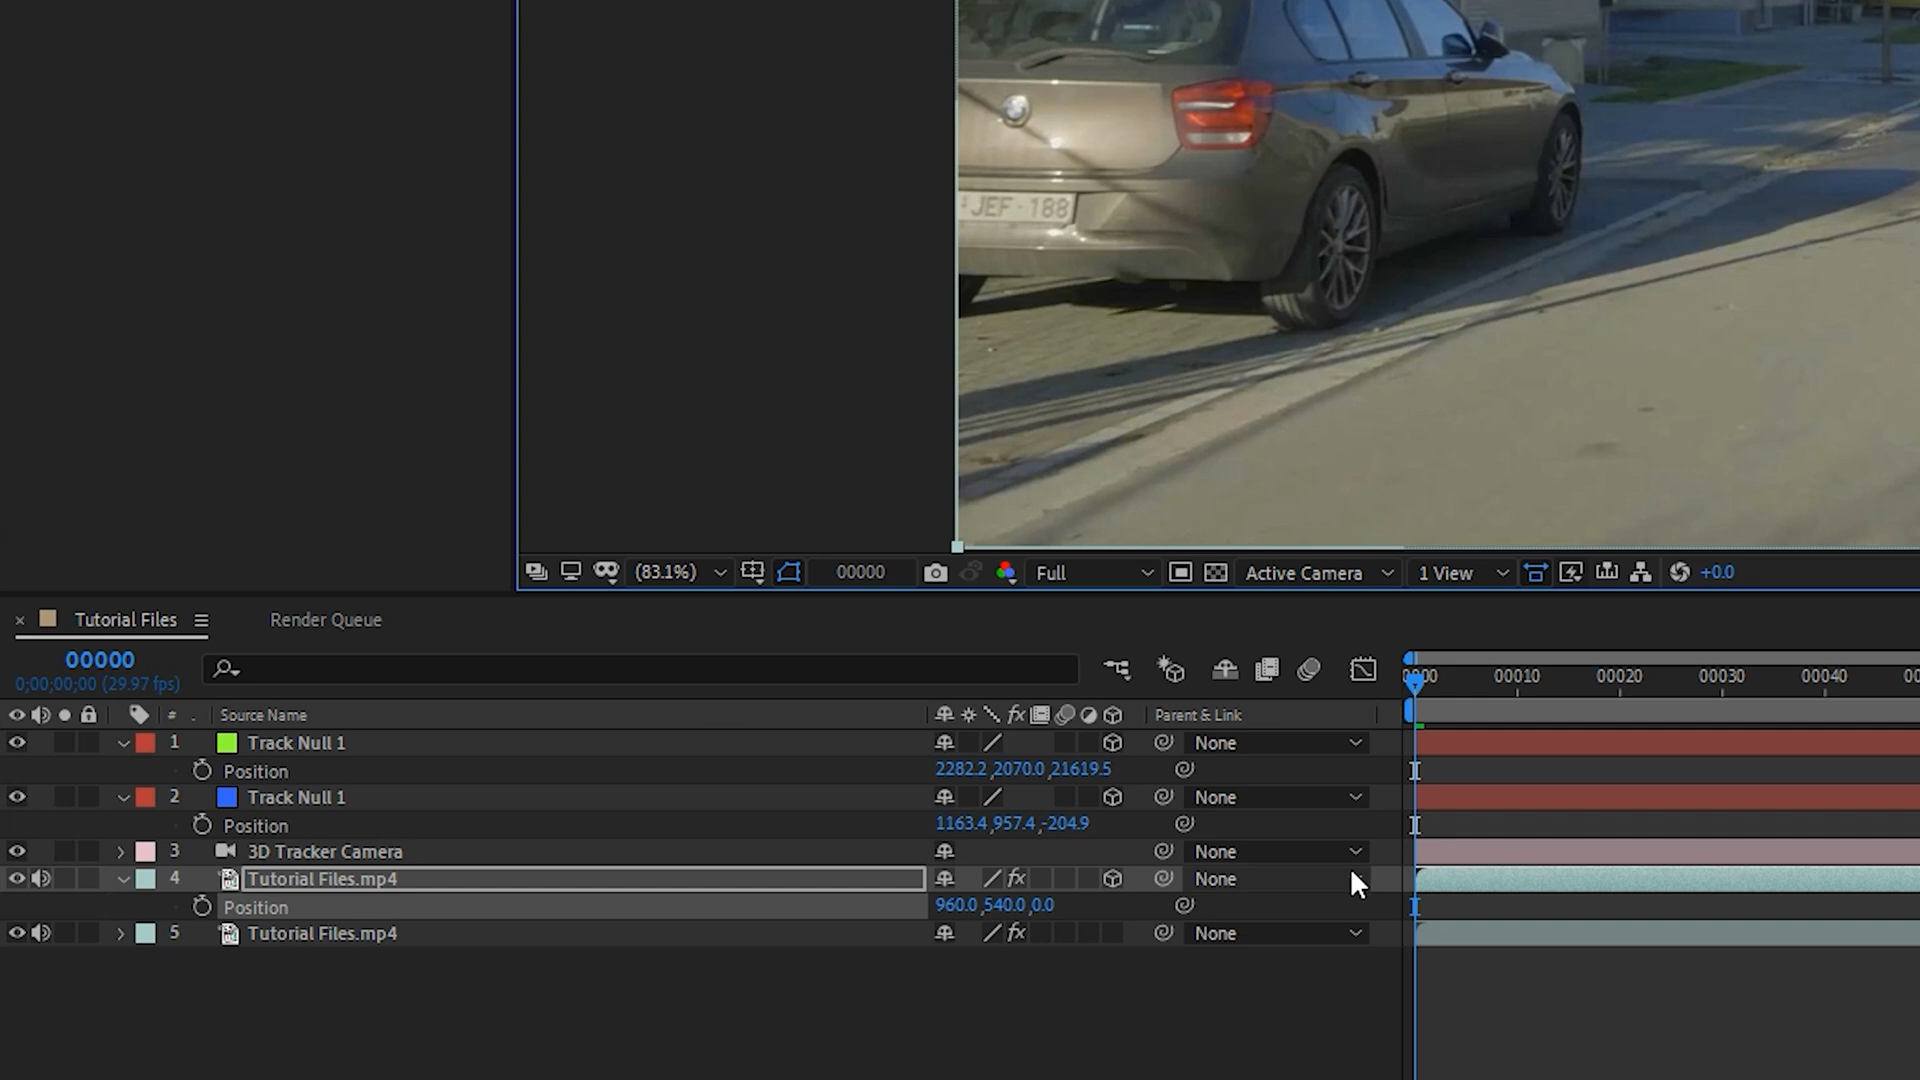 JEF-188
(83.1%) 00000 Full Active Camera 1 View +0.0
Tutorial Files Render Queue
00000
0;00;00;00 (29.97 fps)
00010 00020 00030 00040
# . Source Name fx Parent & Link
1 Track Null 1 None
Position 2282.2,2070.0,21619.5
2 Track Null 1 None
Position 1163.4,957.4,-204.9
3 3D Tracker Camera None
4 Tutorial Files.mp4 fx None
Position 960.0,540.0,0.0
5 Tutorial Files.mp4 fx None